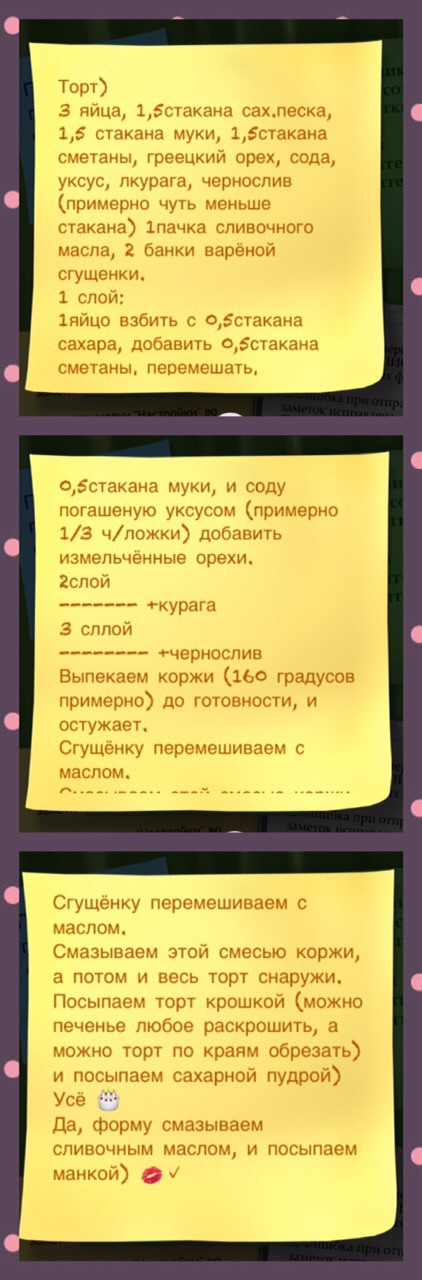 Торт)
3 яйца, 1,5стакана сах.песка,
1,5 стакана муки, 1,5стакана
сметаны, греецкий орех, сода,
уксус, лкурага, чернослив
(примерно чуть меньше
стакана) 1пачка сливочного
масла, 2 банки варёной
сгущенки.
1 слой:
1яйцо взбить с 0,5стакана
сахара, добавить 0,5стакана
сметаны. перемешать.
0,5стакана муки, и соду
погашеную уксусом (примерно
1/3 ч/ложки) добавить
измельчённые орехи.
2слой
------- +курага
3 сллой
-------- +чернослив
Выпекаем коржи (160 градусов
примерно) до готовности, и
остужает.
Сгущёнку перемешиваем с
маслом.
Смазываем этой смесью коржи,
Сгущёнку перемешиваем с
маслом.
Смазываем этой смесью коржи,
а потом и весь торт снаружи.
Посыпаем торт крошкой (можно
печенье любое раскрошить, а
можно торт по краям обрезать)
и посыпаем сахарной пудрой)
Усё 🎂
Да, форму смазываем
сливочным маслом, и посыпаем
манкой) 💋 ✓